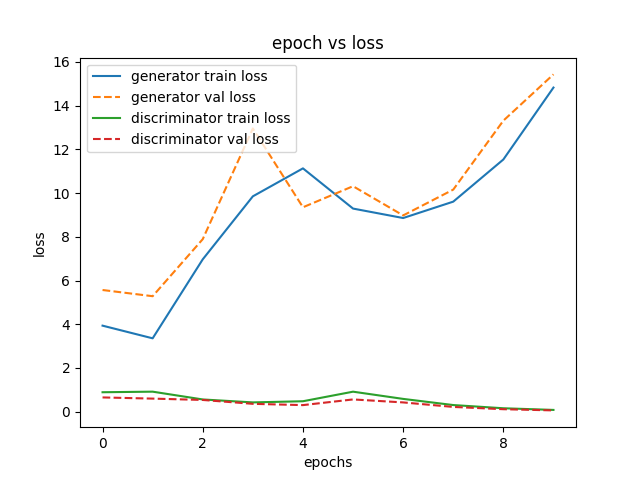 epoch vs loss
16
14
12
10
8
6
4
2
0
loss
generator train loss
generator val loss
discriminator train loss
discriminator val loss
0
2
4
6
8
epochs